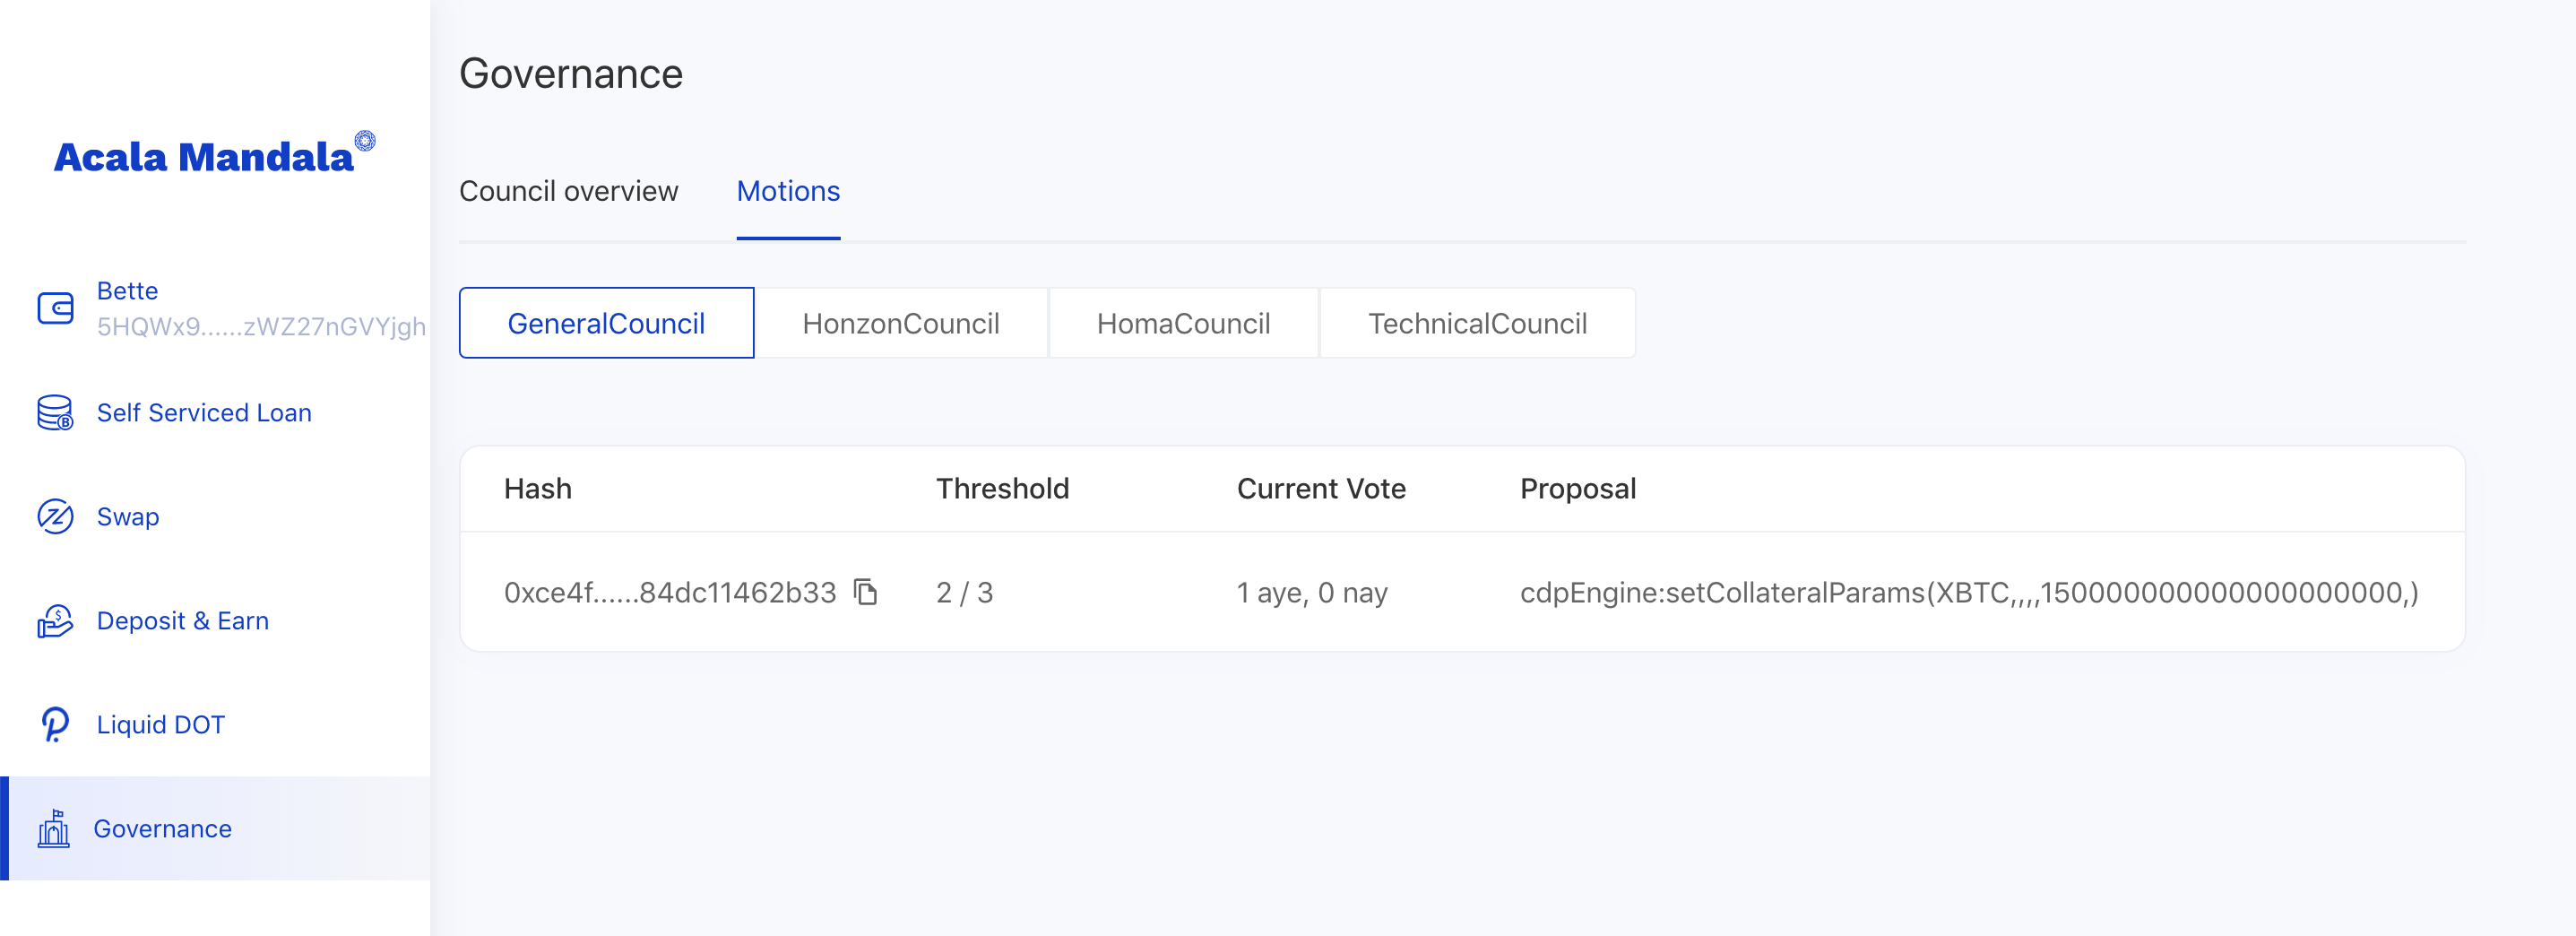 Acala Mandala
Bette
5HQWx9......zWZ27nGVYjgh
Self Serviced Loan
Swap
Deposit & Earn
Liquid DOT
Governance
Governance
Council overview Motions
GeneralCouncil HonzonCouncil HomaCouncil TechnicalCouncil
Hash Threshold Current Vote Proposal
0xce4f......84dc11462b33 2 / 3 1 aye, 0 nay cdpEngine:setCollateralParams(XBTC,,,,1500000000000000000000,)